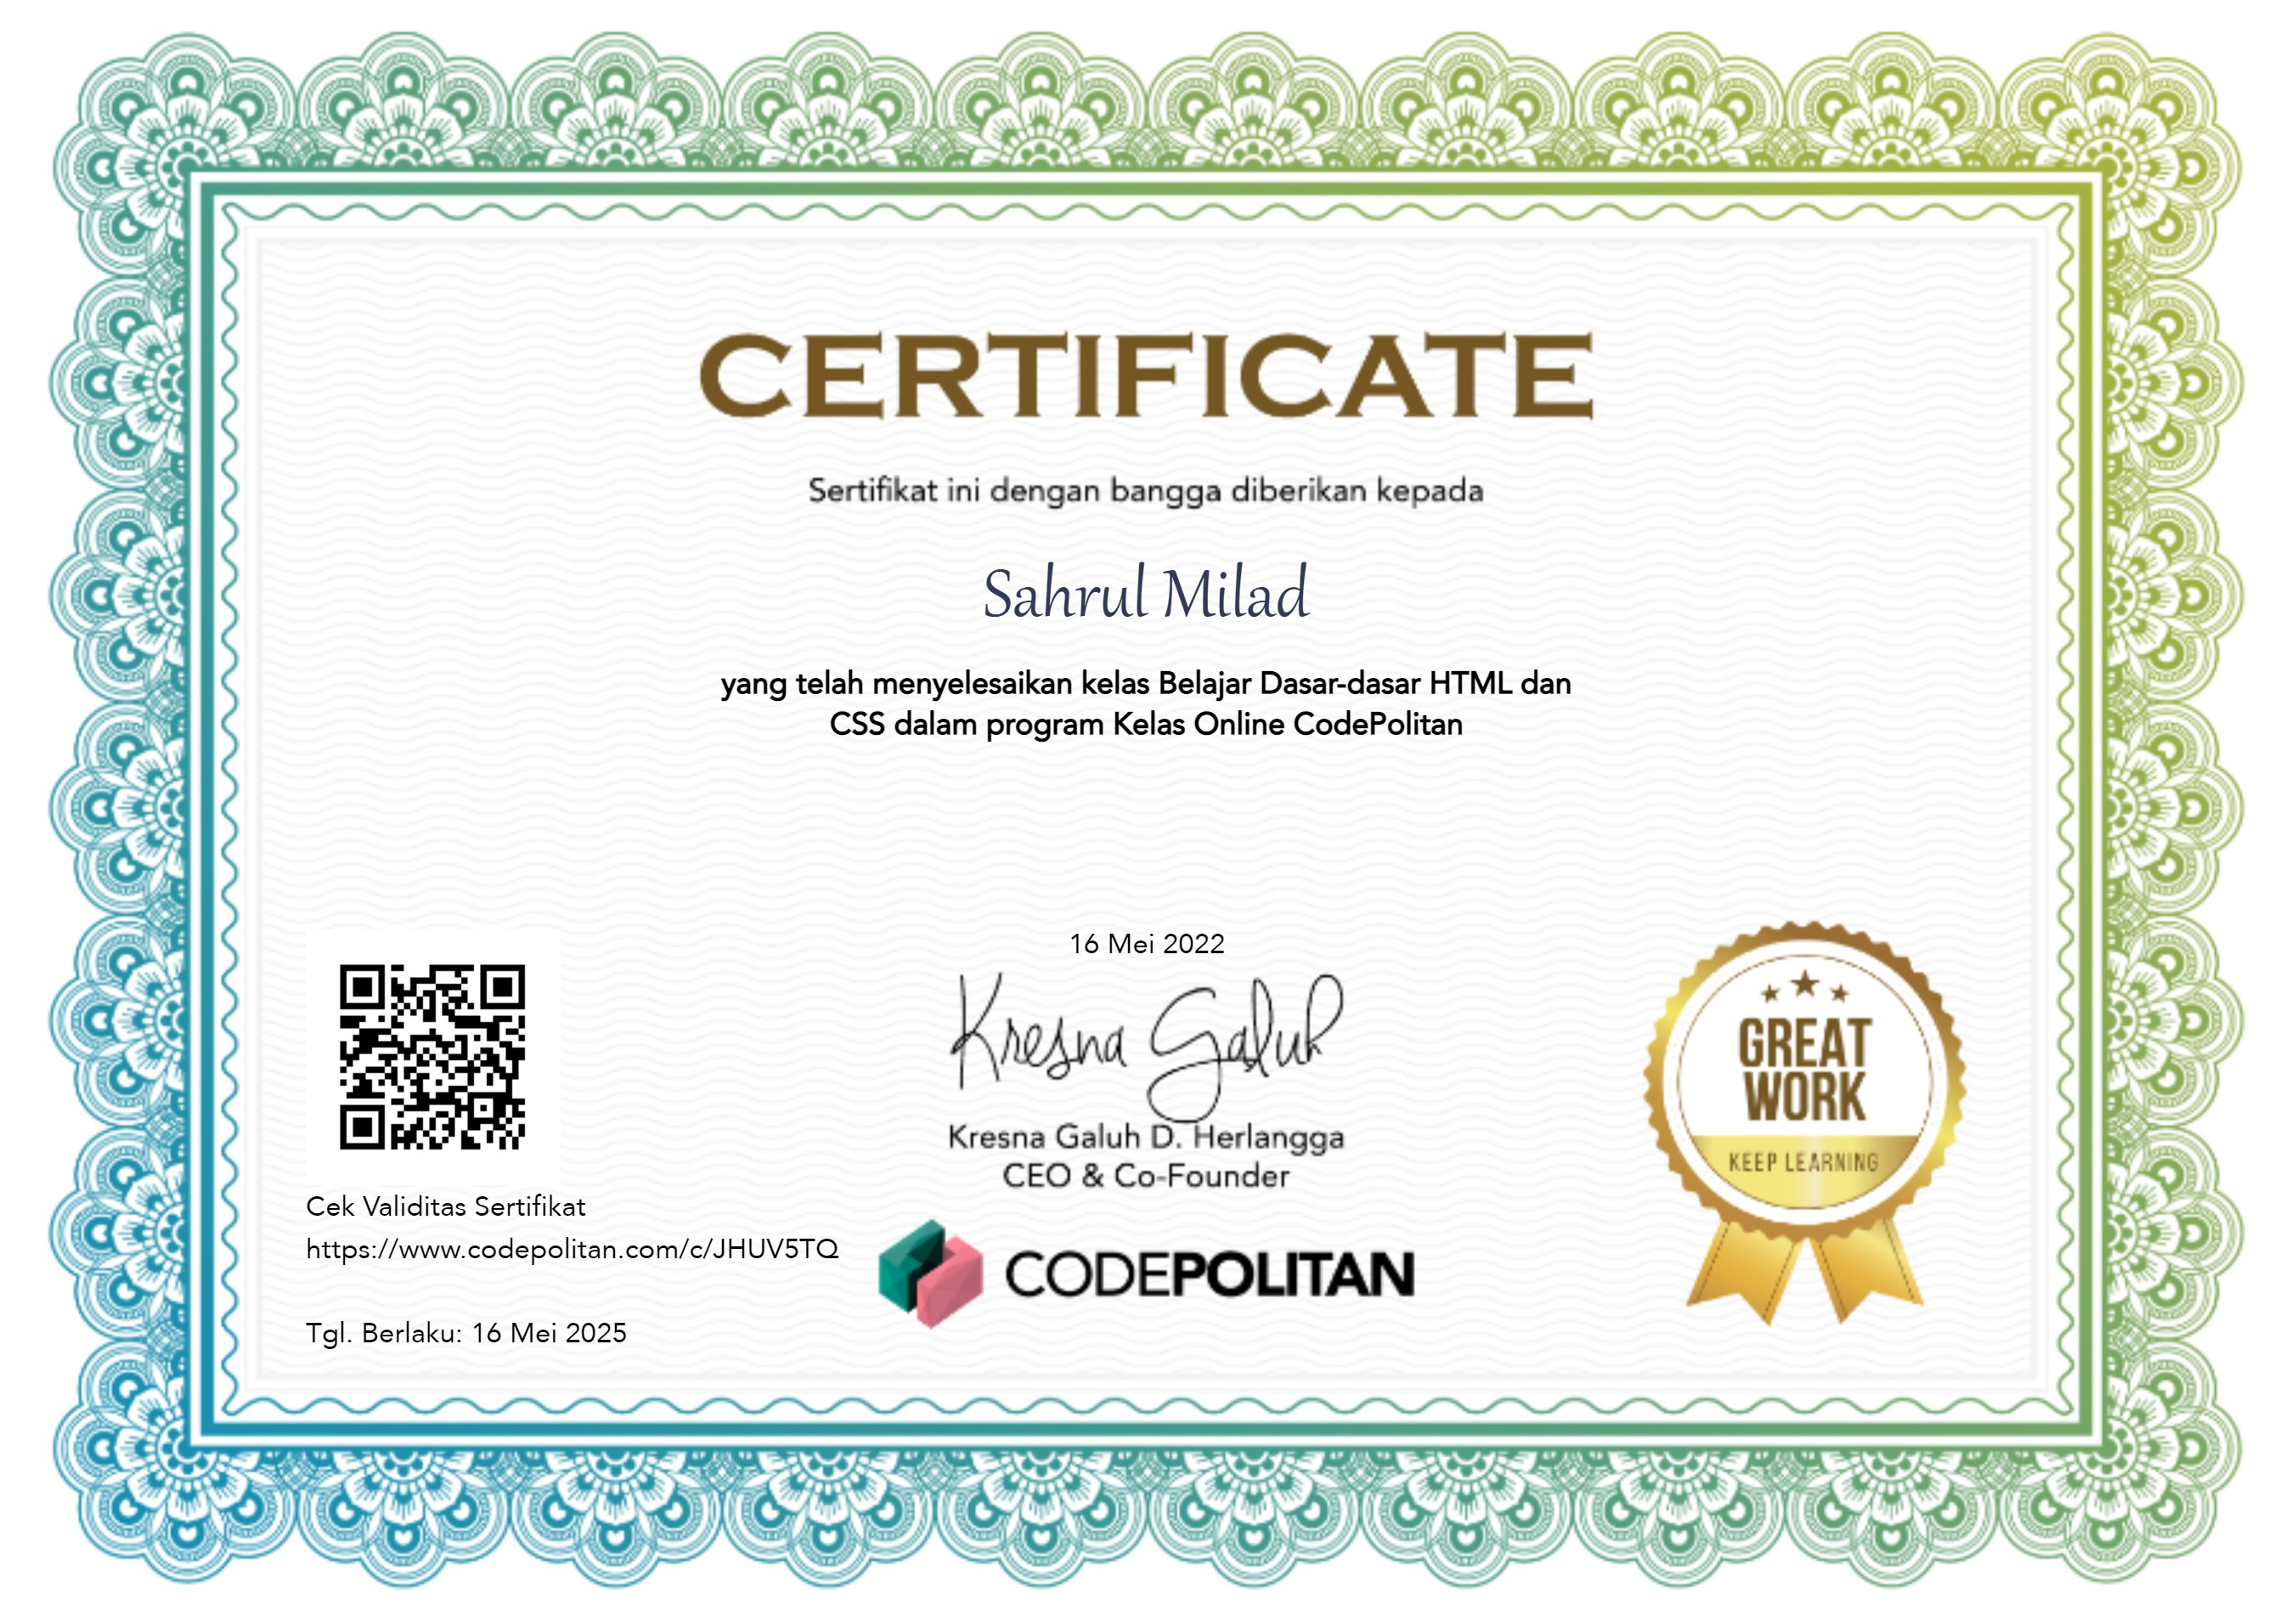 CERTIFICATE
Sertifikat ini dengan bangga diberikan kepada
Sahrul Milad
yang telah menyelesaikan kelas Belajar Dasar-dasar HTML dan
CSS dalam program Kelas Online CodePolitan
16 Mei 2022
Kresna Galuh
Kresna Galuh D. Herlangga
CEO & Co-Founder
CODEPOLITAN
Cek Validitas Sertifikat
https://www.codepolitan.com/c/JHUV5TQ
Tgl. Berlaku: 16 Mei 2025
GREAT
WORK
KEEP LEARNING